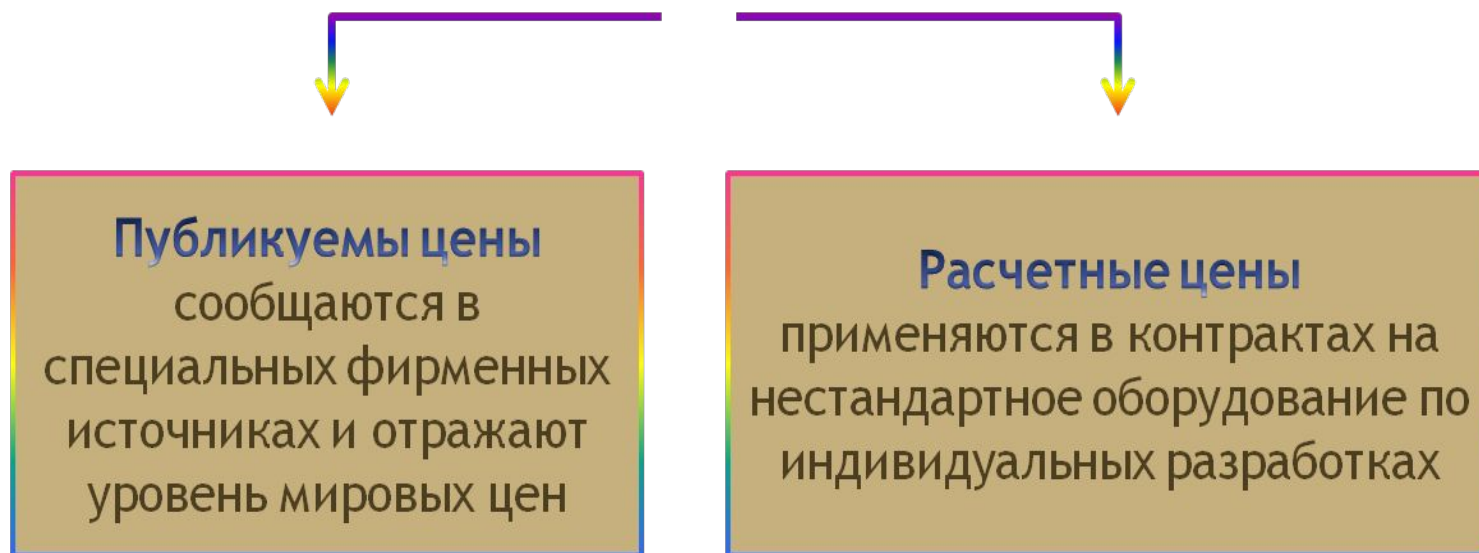 Публикуемы цены
сообщаются в
специальных фирменных
источниках и отражают
уровень мировых цен
Расчетные цены
применяются в контрактах на
нестандартное оборудование по
индивидуальных разработках